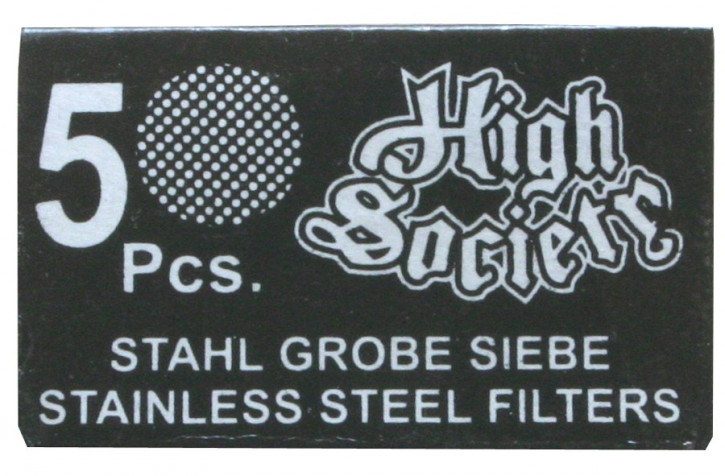 5 Pcs.
High
Society
STAHL GROBE SIEBE
STAINLESS STEEL FILTERS